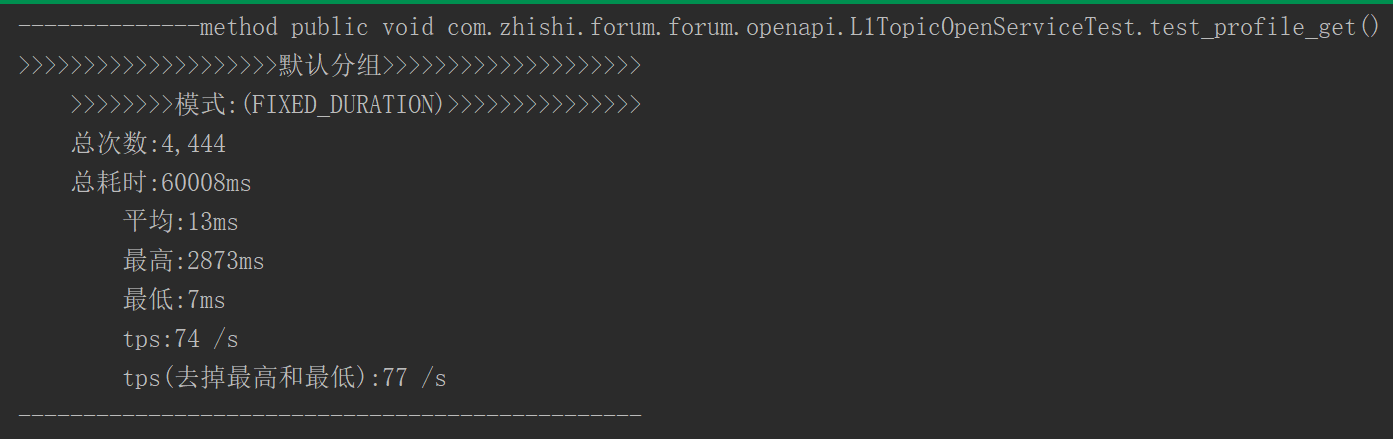 --------------method public void com.zhishi.forum.forum.openapi.L1TopicOpenServiceTest.test_profile_get()
>>>>>>>>>>>>>>>>>>>>默认分组>>>>>>>>>>>>>>>>>>>>
>>>>>>>>模式:(FIXED_DURATION)>>>>>>>>>>>>>>>
总次数:4,444
总耗时:60008ms
平均:13ms
最高:2873ms
最低:7ms
tps:74 /s
tps(去掉最高和最低):77 /s
------------------------------------------------